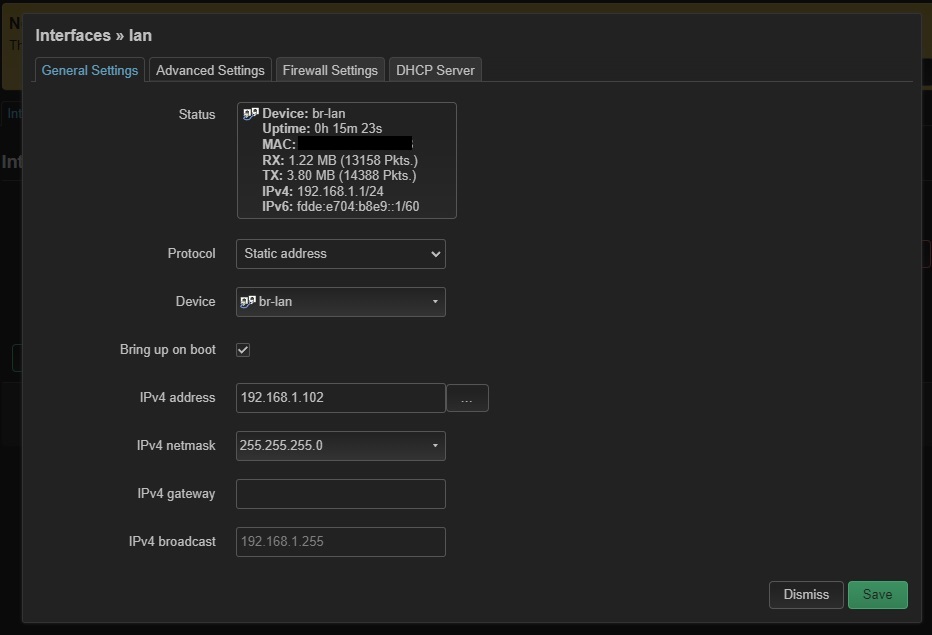 Interfaces » lan
General Settings
Advanced Settings
Firewall Settings
DHCP Server
Status
Device: br-lan
Uptime: 0h 15m 23s
MAC:
RX: 1.22 MB (13158 Pkts.)
TX: 3.80 MB (14388 Pkts.)
IPv4: 192.168.1.1/24
IPv6: fdde:e704:b8e9::1/60
Protocol
Static address
Device
br-lan
Bring up on boot
IPv4 address
192.168.1.102
...
IPv4 netmask
255.255.255.0
IPv4 gateway
IPv4 broadcast
192.168.1.255
Dismiss
Save